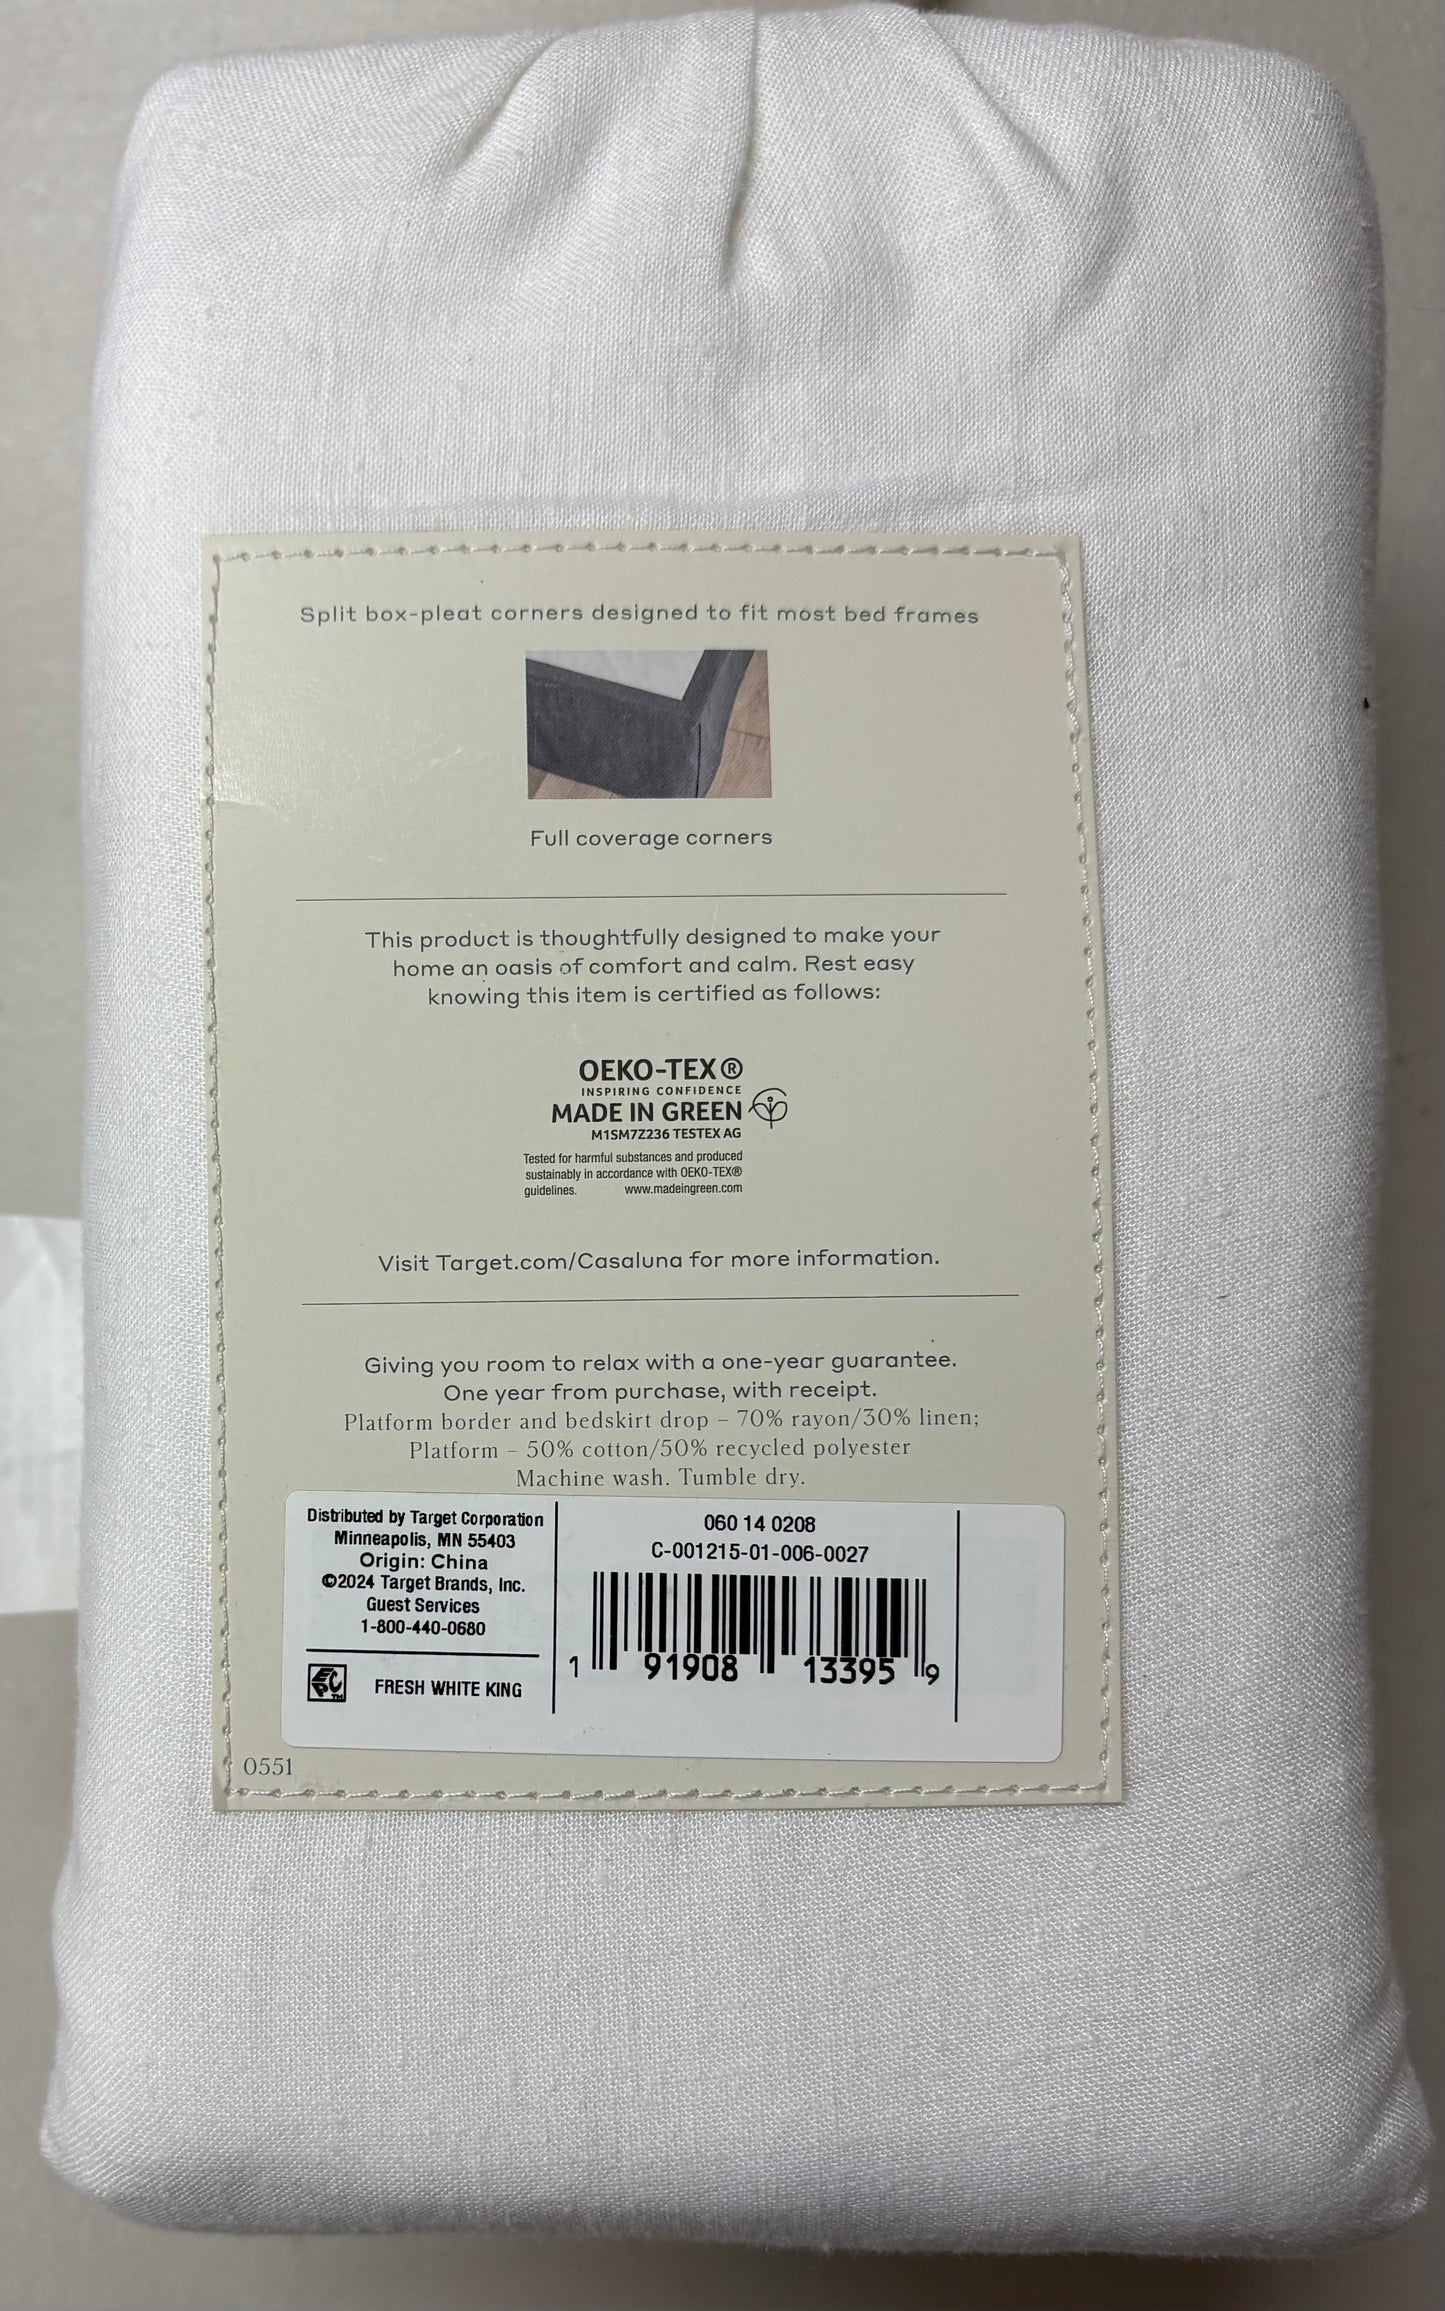 Split box-pleat corners designed to fit most bed frames
Full coverage corners
This product is thoughtfully designed to make your
home an oasis of comfort and calm. Rest easy
knowing this item is certified as follows:
OEKO-TEX®
INSPIRING CONFIDENCE
MADE IN GREEN
M1SM7Z236 TESTEX AG
Tested for harmful substances and produced
sustainably in accordance with OEKO-TEX®
guidelines. www.madeingreen.com
Visit Target.com/Casaluna for more information.
Giving you room to relax with a one-year guarantee.
One year from purchase, with receipt.
Platform border and bedskirt drop – 70% rayon/30% linen;
Platform – 50% cotton/50% recycled polyester
Machine wash. Tumble dry.
Distributed by Target Corporation
Minneapolis, MN 55403
Origin: China
©2024 Target Brands, Inc.
Guest Services
1-800-440-0680
EPC™ FRESH WHITE KING
060 14 0208
C-001215-01-006-0027
1 91908 13395 9
0551